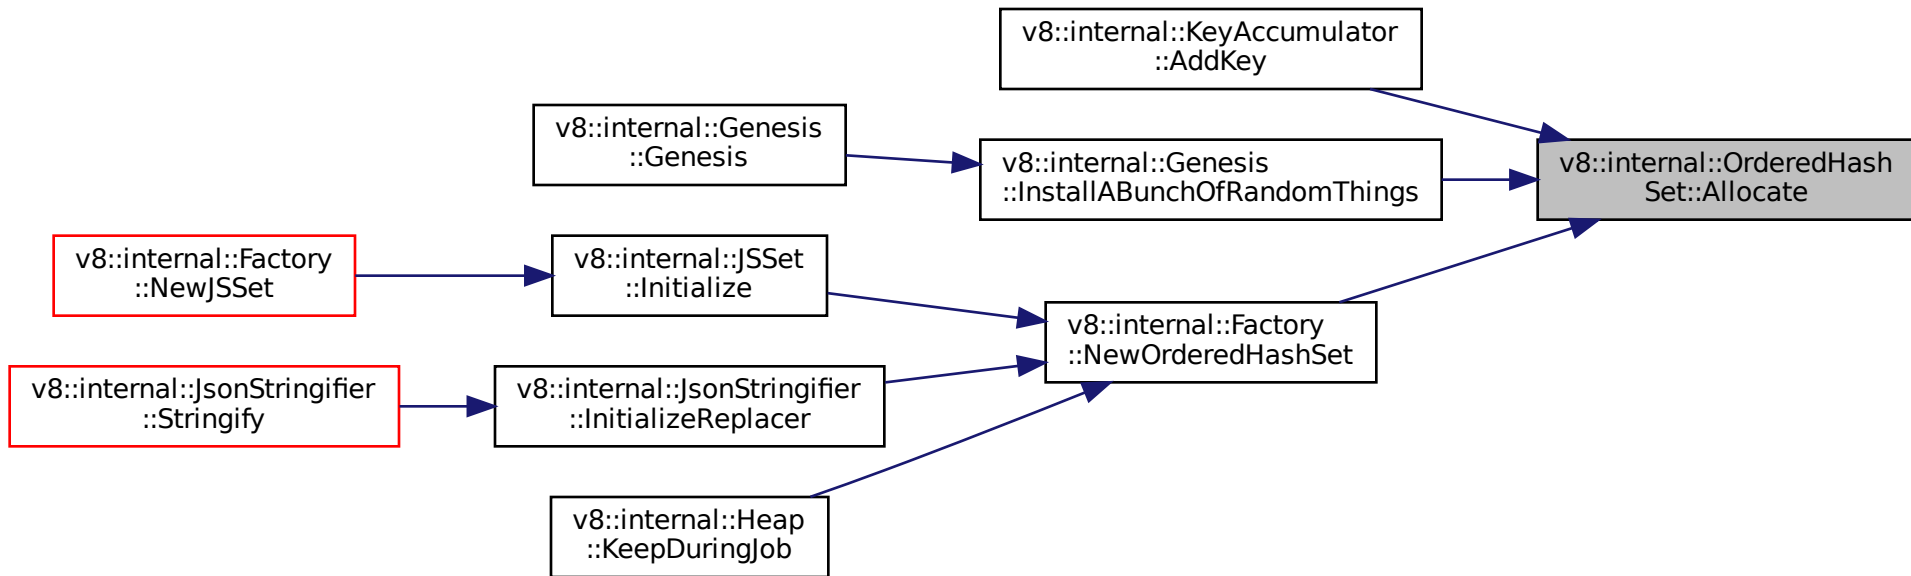 v8::internal::KeyAccumulator
::AddKey
v8::internal::Genesis
::Genesis
v8::internal::Genesis
::InstallABunchOfRandomThings
v8::internal::OrderedHash
Set::Allocate
v8::internal::Factory
::NewJSSet
v8::internal::JSSet
::Initialize
v8::internal::Factory
::NewOrderedHashSet
v8::internal::JsonStringifier
::Stringify
v8::internal::JsonStringifier
::InitializeReplacer
v8::internal::Heap
::KeepDuringJob